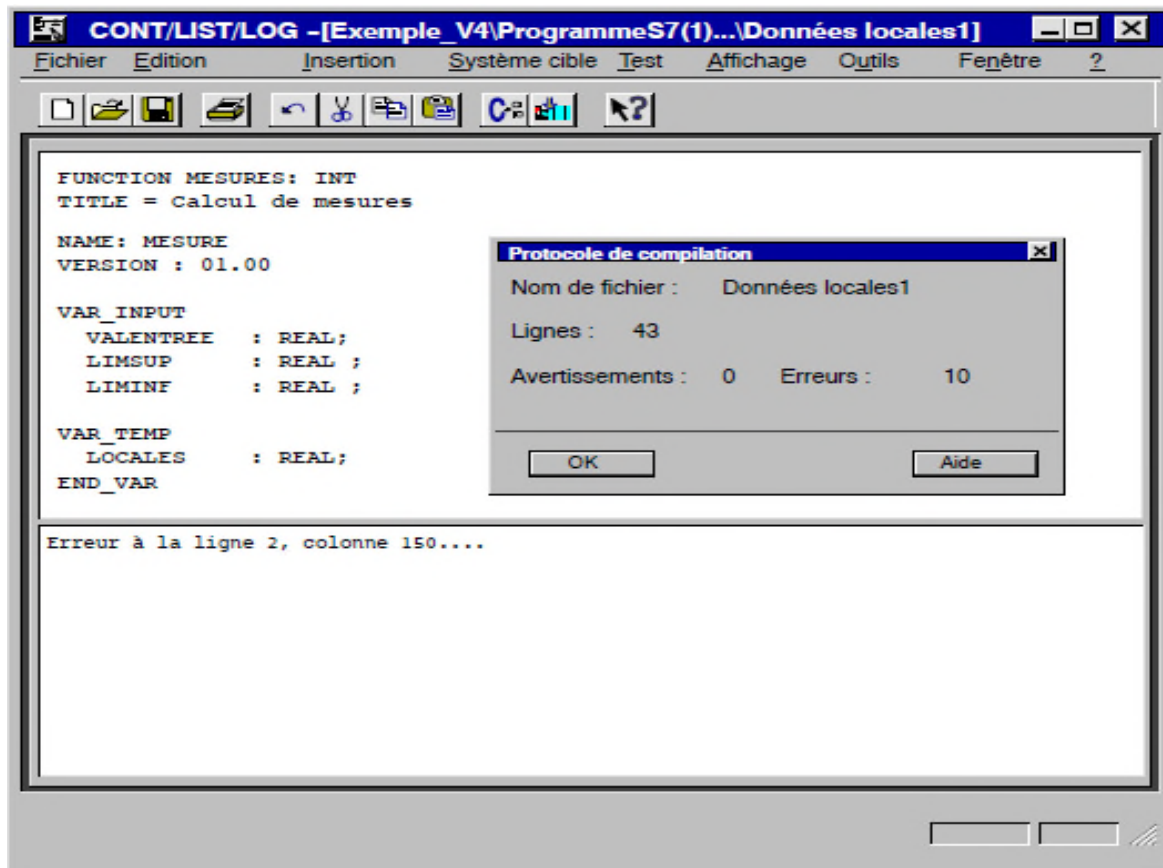 CONT/LIST/LOG –[Exemple_V4\ProgrammeS7(1)...\Données locales1]
Fichier Edition Insertion Système cible Test Affichage Outils Fenêtre ?
FUNCTION MESURES: INT
TITLE = Calcul de mesures
NAME: MESURE
VERSION : 01.00
VAR_INPUT
VALENTREE : REAL;
LIMSUP : REAL ;
LIMINF : REAL ;
VAR_TEMP
LOCALES : REAL;
END_VAR
Protocole de compilation
Nom de fichier : Données locales1
Lignes : 43
Avertissements : 0 Erreurs : 10
OK Aide
Erreur à la ligne 2, colonne 150....